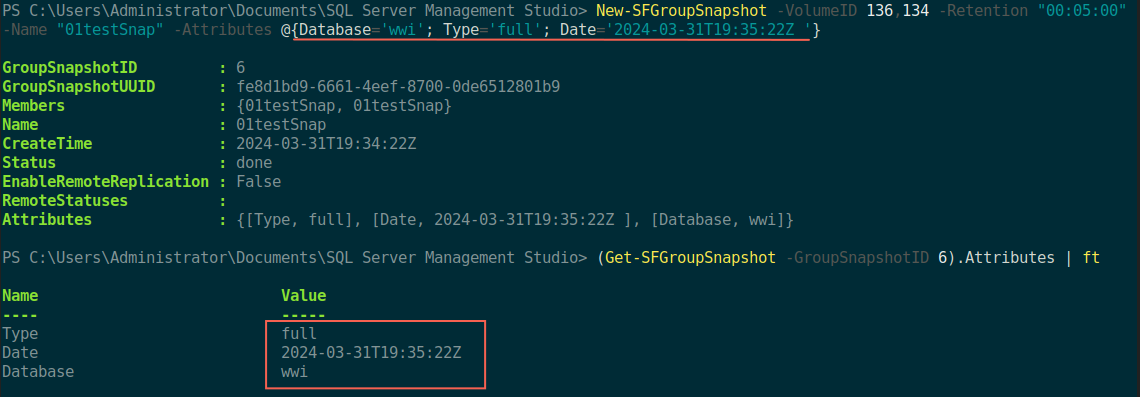 PS C:\Users\Administrator\Documents\SQL Server Management Studio> New-SFGroupSnapshot -VolumeID 136,134 -Retention "00:05:00"
-Name "01testSnap" -Attributes @{Database='wwi'; Type='full'; Date='2024-03-31T19:35:22Z '}
GroupSnapshotID : 6
GroupSnapshotUUID : fe8d1bd9-6661-4eef-8700-0de6512801b9
Members : {01testSnap, 01testSnap}
Name : 01testSnap
CreateTime : 2024-03-31T19:34:22Z
Status : done
EnableRemoteReplication : False
RemoteStatuses :
Attributes : {[Type, full], [Date, 2024-03-31T19:35:22Z ], [Database, wwi]}
PS C:\Users\Administrator\Documents\SQL Server Management Studio> (Get-SFGroupSnapshot -GroupSnapshotID 6).Attributes | ft
Name Value
---- -----
Type full
Date 2024-03-31T19:35:22Z
Database wwi